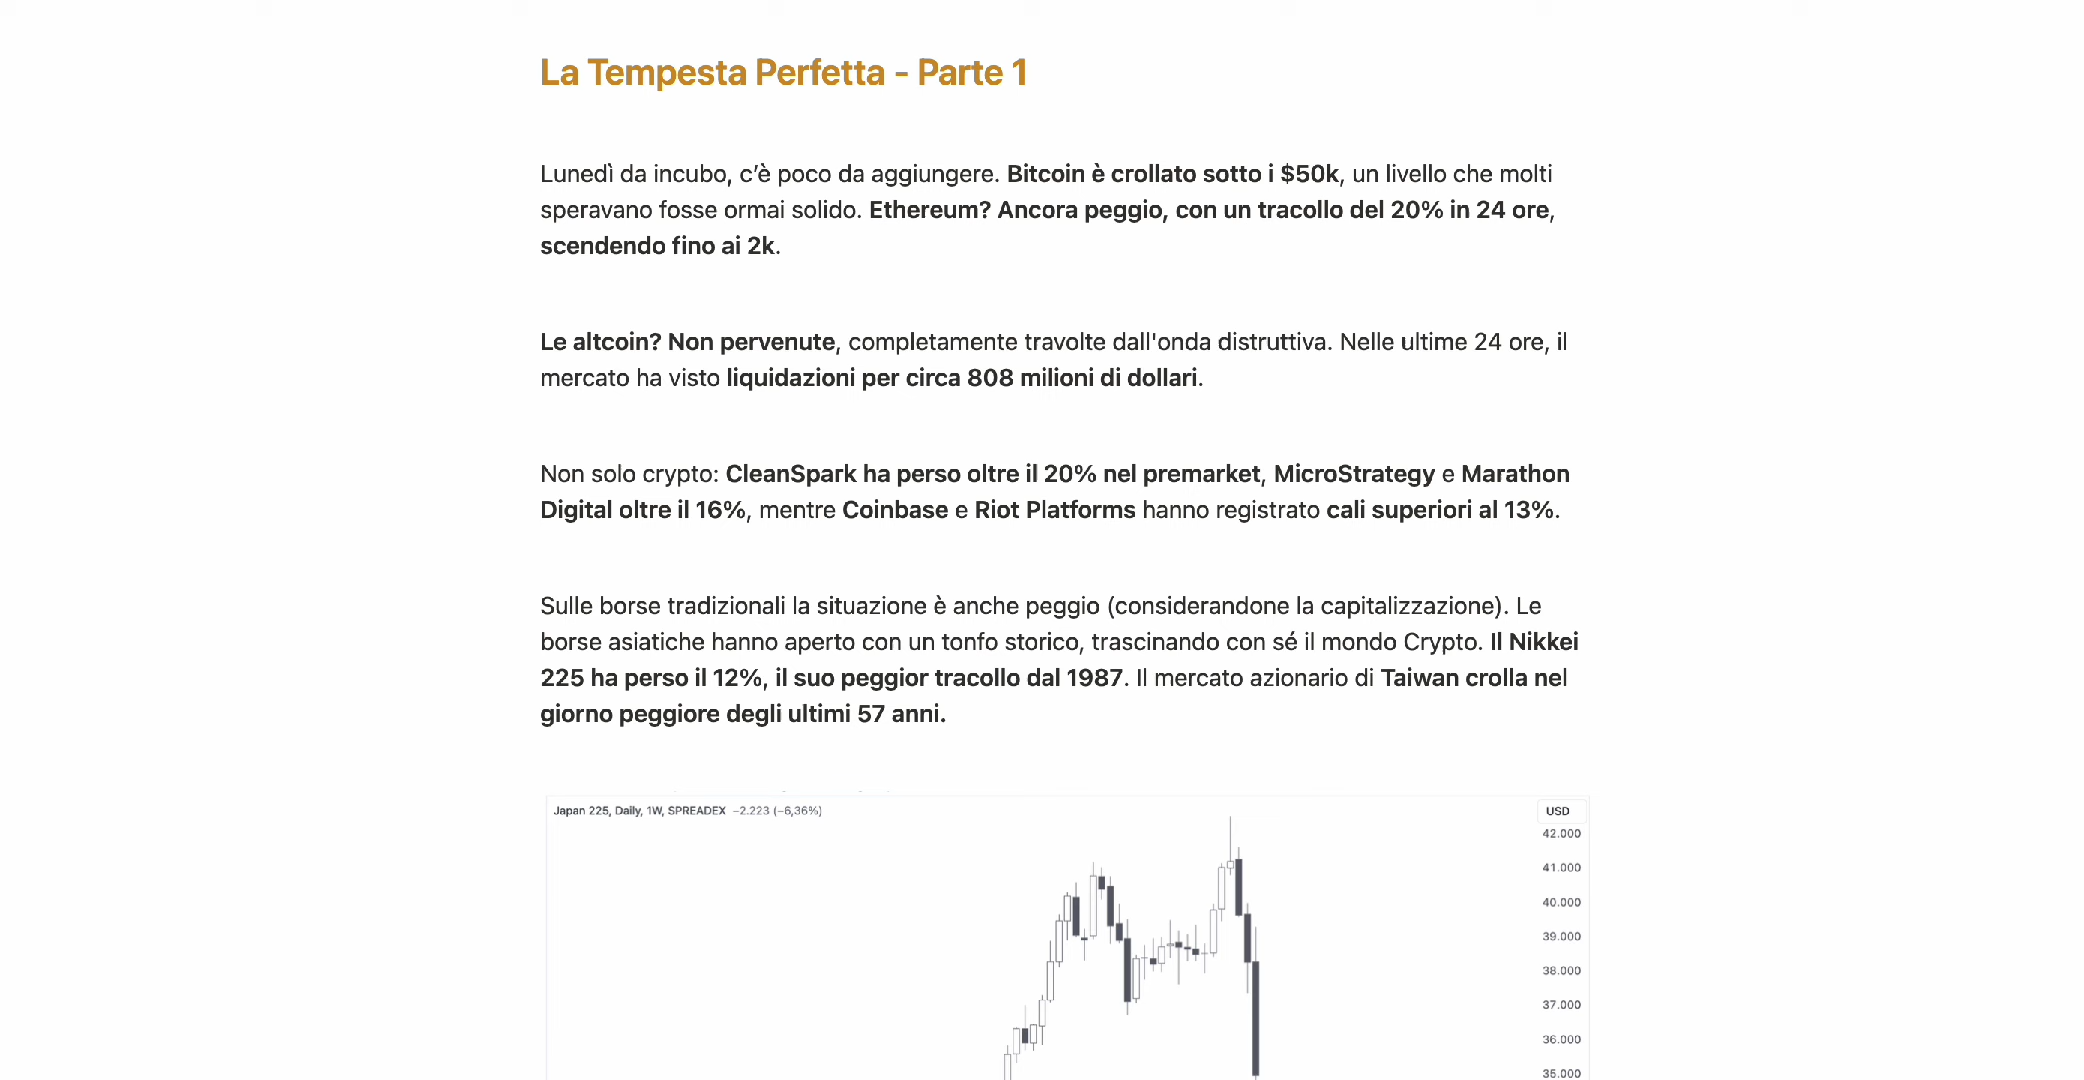 La Tempesta Perfetta - Parte 1
Lunedì da incubo, c’è poco da aggiungere. Bitcoin è crollato sotto i $50k, un livello che molti
speravano fosse ormai solido. Ethereum? Ancora peggio, con un tracollo del 20% in 24 ore,
scendendo fino ai 2k.
Le altcoin? Non pervenute, completamente travolte dall'onda distruttiva. Nelle ultime 24 ore, il
mercato ha visto liquidazioni per circa 808 milioni di dollari.
Non solo crypto: CleanSpark ha perso oltre il 20% nel premarket, MicroStrategy e Marathon
Digital oltre il 16%, mentre Coinbase e Riot Platforms hanno registrato cali superiori al 13%.
Sulle borse tradizionali la situazione è anche peggio (considerandone la capitalizzazione). Le
borse asiatiche hanno aperto con un tonfo storico, trascinando con sé il mondo Crypto. Il Nikkei
225 ha perso il 12%, il suo peggior tracollo dal 1987. Il mercato azionario di Taiwan crolla nel
giorno peggiore degli ultimi 57 anni.
Japan 225, Daily, 1W, SPREADEX −2.223 (−6,36%)
USD
42.000
41.000
40.000
39.000
38.000
37.000
36.000
35.000